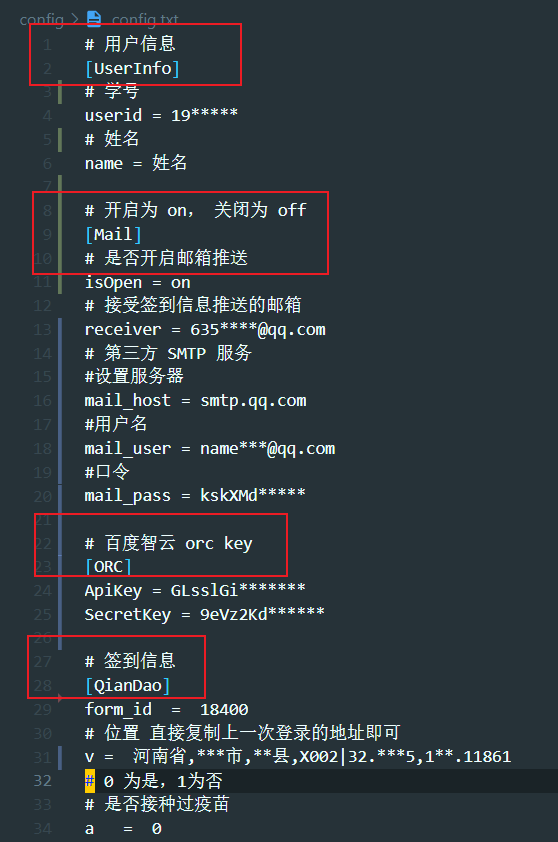 config > config.txt
1 # 用户信息
2 [UserInfo]
3 # 学号
4 userid = 19*****
5 # 姓名
6 name = 姓名
7
8 # 开启为 on， 关闭为 off
9 [Mail]
10 # 是否开启邮箱推送
11 isOpen = on
12 # 接受签到信息推送的邮箱
13 receiver = 635****@qq.com
14 # 第三方 SMTP 服务
15 #设置服务器
16 mail_host = smtp.qq.com
17 #用户名
18 mail_user = name***@qq.com
19 #口令
20 mail_pass = kskXMd*****
21
22 # 百度智云 orc key
23 [ORC]
24 ApiKey = GLsslGi*******
25 SecretKey = 9eVz2Kd******
26
27 # 签到信息
28 [QianDao]
29 form_id  =  18400
30 # 位置 直接复制上一次登录的地址即可
31 v =  河南省,***市,**县,X002|32.***5,1**.11861
32 # 0 为是，1为否
33 # 是否接种过疫苗
34 a   =  0